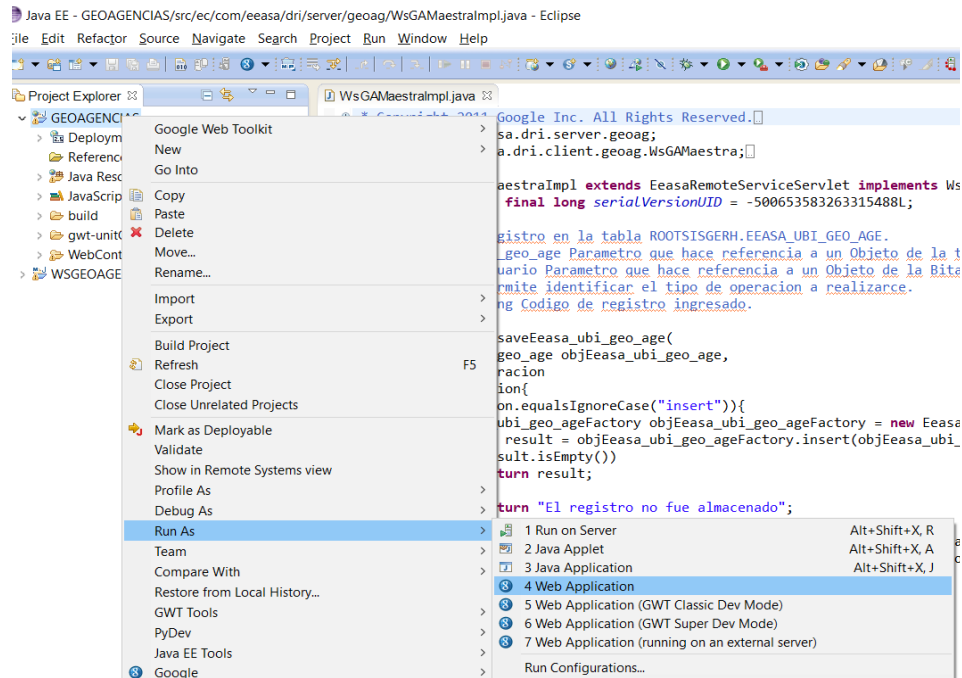 Java EE - GEOAGENCIAS/src/ec/com/eeasa/dri/server/geoag/WsGAMaestraImpl.java - Eclipse
File Edit Refactor Source Navigate Search Project Run Window Help
Project Explorer
WsGAMaestraImpl.java
GEOAGENCIAS
Deploym
Referenc
Java Reso
JavaScrip
build
gwt-unit
WebCont
WSGEOAGE
Google Web Toolkit
New
Go Into
Copy
Paste
Delete
Move...
Rename...
Import
Export
Build Project
Refresh F5
Close Project
Close Unrelated Projects
Mark as Deployable
Validate
Show in Remote Systems view
Profile As
Debug As
Run As
Team
Compare With
Restore from Local History...
GWT Tools
PyDev
Java EE Tools
Google
* Copyright 2011 Google Inc. All Rights Reserved.
sa.dri.server.geoag;
a.dri.client.geoag.WsGAMaestra;
aestraImpl extends EeasaRemoteServiceServlet implements Ws
final long serialVersionUID = -500653583263315488L;
gistro en la tabla ROOTSISGERH.EEASA_UBI_GEO_AGE.
_geo_age Parametro que hace referencia a un Objeto de la t
uario Parametro que hace referencia a un Objeto de la Bita
rmite identificar el tipo de operacion a realizarce.
ng Codigo de registro ingresado.
saveEeasa_ubi_geo_age(
geo_age objEeasa_ubi_geo_age,
racion
ion{
on.equalsIgnoreCase("insert")){
ubi_geo_ageFactory objEeasa_ubi_geo_ageFactory = new Eeasa
result = objEeasa_ubi_geo_ageFactory.insert(objEeasa_ubi_
sult.isEmpty())
turn result;
turn "El registro no fue almacenado";
1 Run on Server Alt+Shift+X, R
2 Java Applet Alt+Shift+X, A
3 Java Application Alt+Shift+X, J
4 Web Application
5 Web Application (GWT Classic Dev Mode)
6 Web Application (GWT Super Dev Mode)
7 Web Application (running on an external server)
Run Configurations...